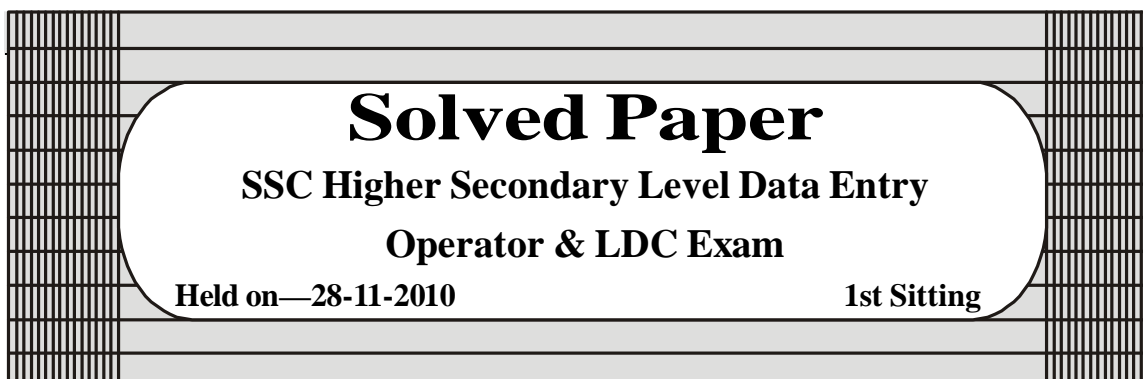 Solved Paper
SSC Higher Secondary Level Data Entry
Operator & LDC Exam
Held on—28-11-2010 1st Sitting